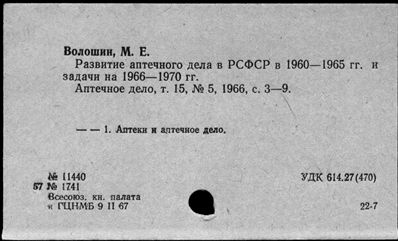 Волошин, М. Е.
Развитие аптечного дела в РСФСР в 1960—1965 гг. и
задачи на 1966—1970 гг.
Аптечное дело, т. 15, № 5, 1966, с. 3—9.
— — 1. Аптеки и аптечное дело.
№ 11440
57 № 1741
Всесоюз. кн. палата
и ГЦНМБ 9 II 67
УДК 614.27(470)
22-7